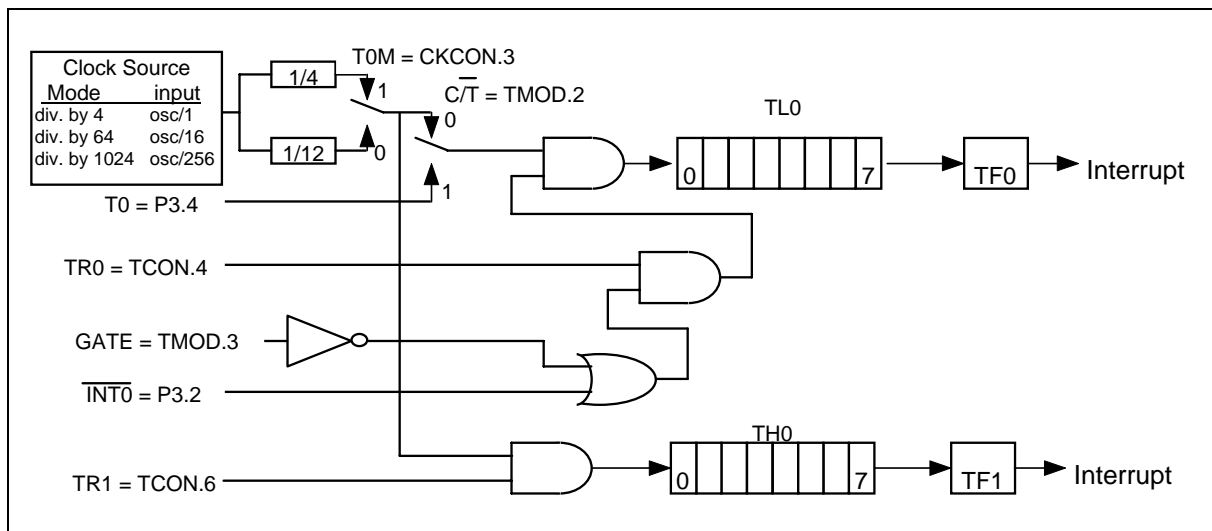 Clock Source
Mode input
div. by 4 osc/1
div. by 64 osc/16
div. by 1024 osc/256
1/4
1/12
T0M = CKCON.3
1
0
C/T̅ = TMOD.2
0
1
T0 = P3.4
TL0
0 7
TF0
Interrupt
TR0 = TCON.4
GATE = TMOD.3
I̅N̅T̅0̅ = P3.2
TH0
0 7
TF1
Interrupt
TR1 = TCON.6